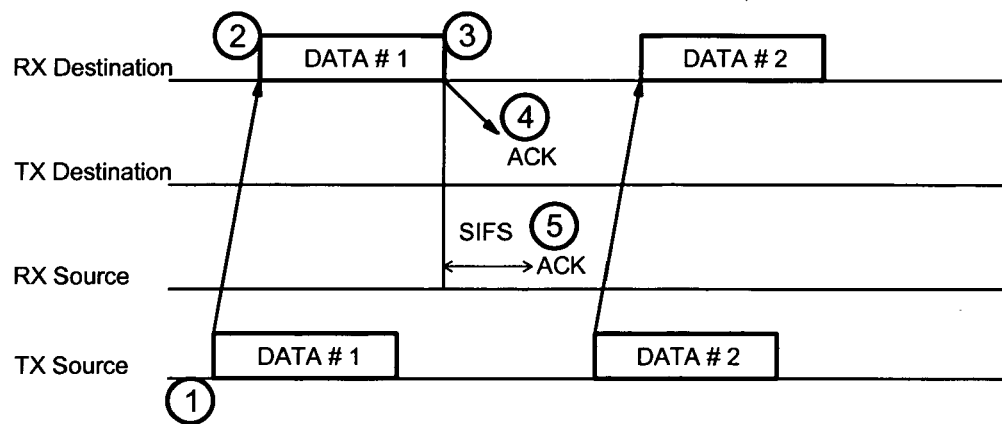 2 3
RX Destination DATA # 1 DATA # 2
4
ACK
TX Destination
SIFS 5
ACK
RX Source
TX Source DATA # 1 DATA # 2
1